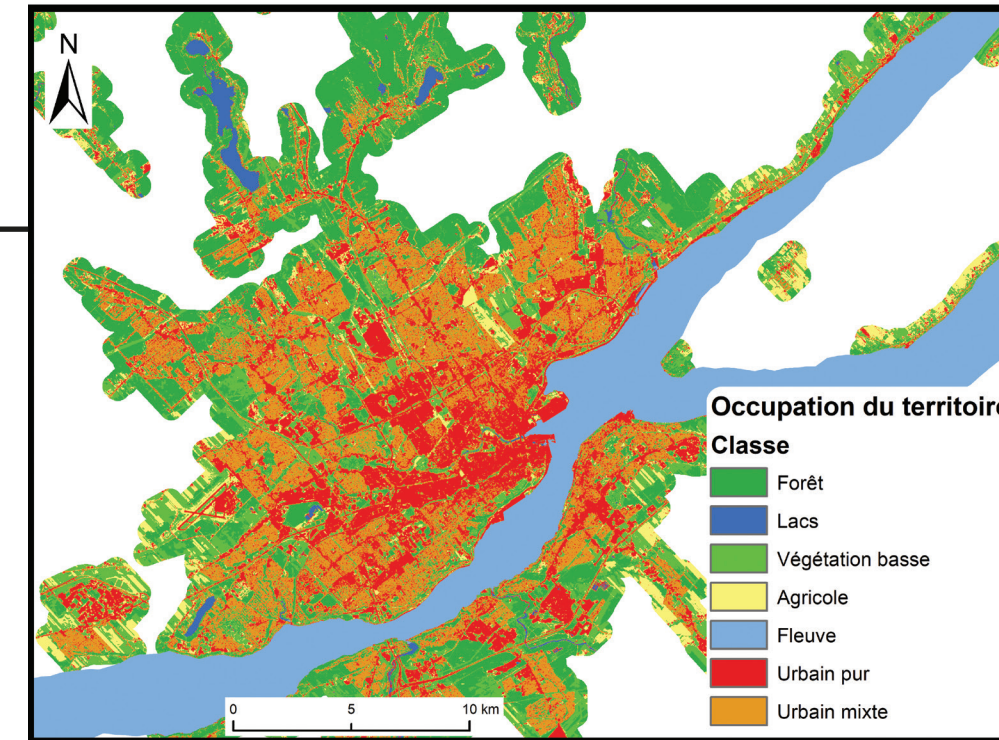 N
Occupation du territoire
Classe
Forêt
Lacs
Végétation basse
Agricole
Fleuve
Urbain pur
Urbain mixte
0 5 10 km